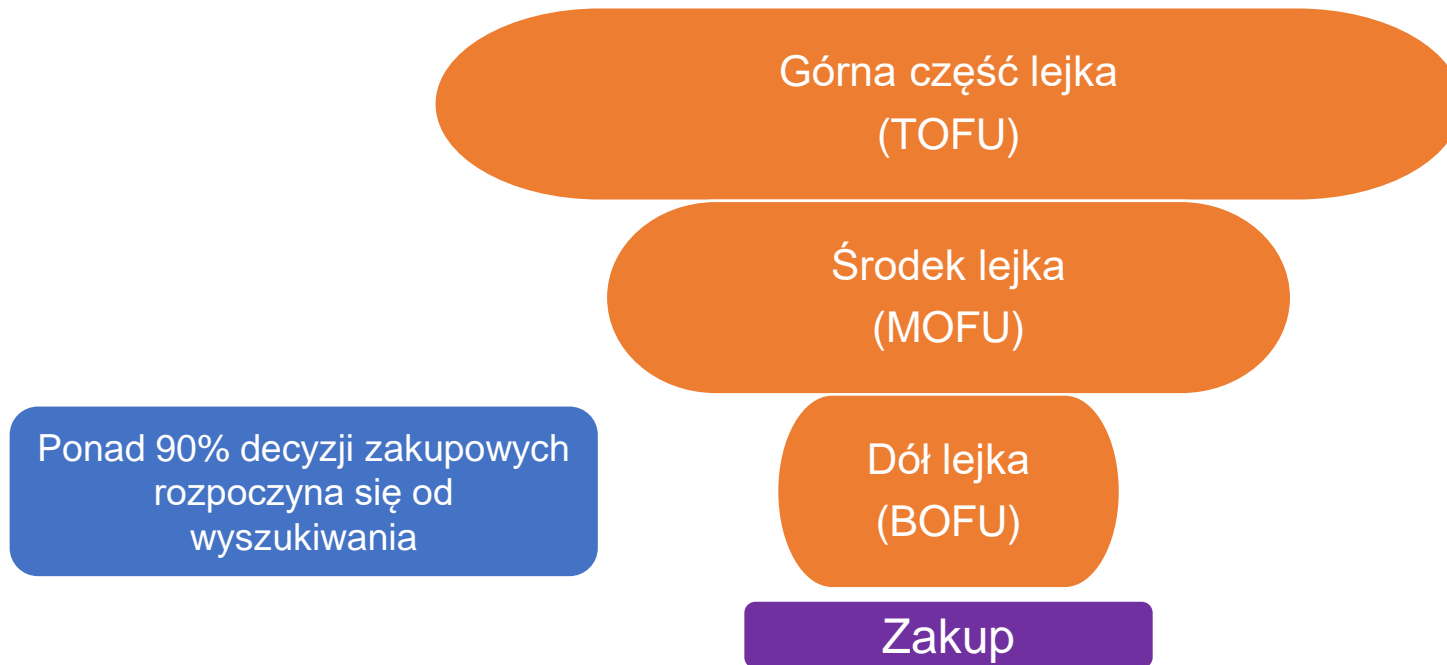 Górna część lejka
(TOFU)
Środek lejka
(MOFU)
Ponad 90% decyzji zakupowych
rozpoczyna się od
wyszukiwania
Dół lejka
(BOFU)
Zakup